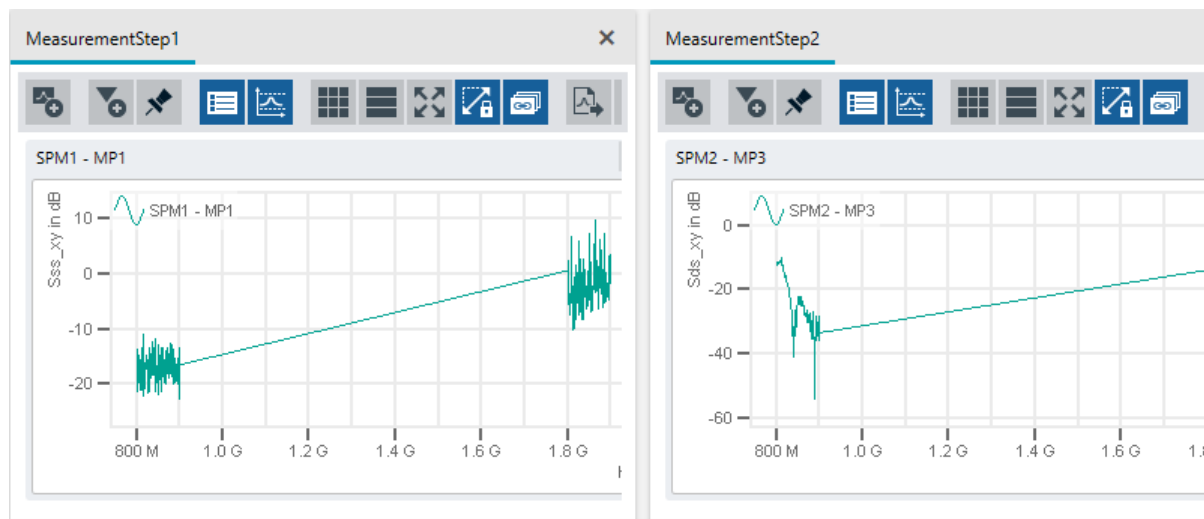 MeasurementStep1
SPM1 - MP1
SPM1 - MP1
Sss_xy in dB
10
0
-10
-20
800 M 1.0 G 1.2 G 1.4 G 1.6 G 1.8 G
MeasurementStep2
SPM2 - MP3
SPM2 - MP3
Sds_xy in dB
0
-20
-40
-60
800 M 1.0 G 1.2 G 1.4 G 1.6 G